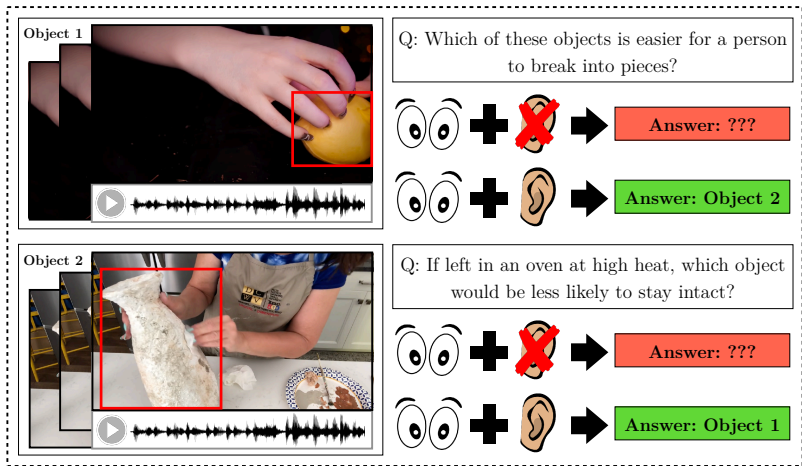 Object 1
Q: Which of these objects is easier for a person
to break into pieces?
Answer: ???
Answer: Object 2
Object 2
Q: If left in an oven at high heat, which object
would be less likely to stay intact?
Answer: ???
Answer: Object 1